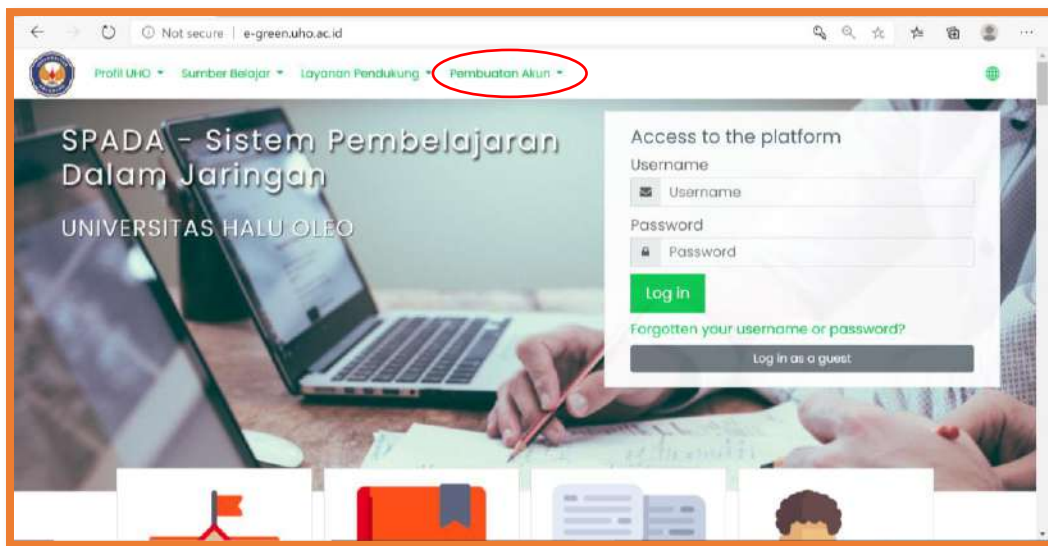 Not secure | e-green.uho.ac.id
Profil UHO Sumber Belajar Layanan Pendukung Pembuatan Akun
SPADA - Sistem Pembelajaran
Dalam Jaringan
UNIVERSITAS HALU OLEO
Access to the platform
Username
Username
Password
Password
Log in
Forgotten your username or password?
Log in as a guest